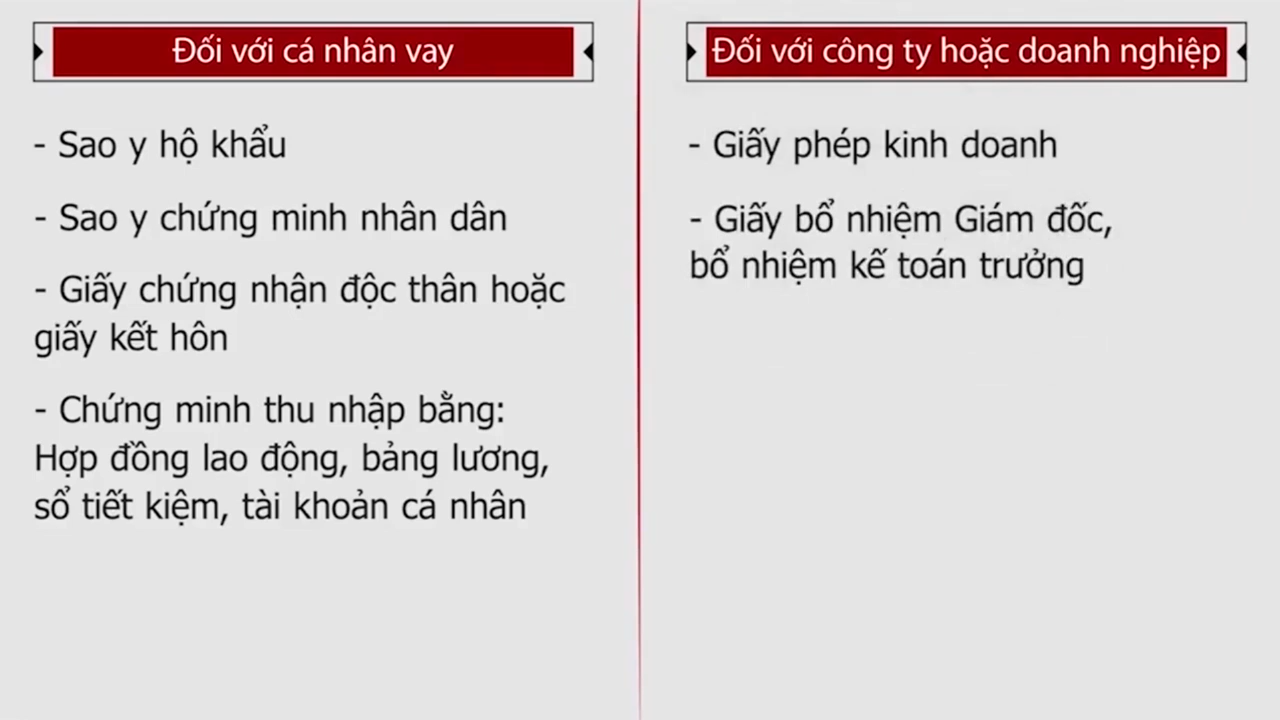 Đối với cá nhân vay
- Sao y hộ khẩu
- Sao y chứng minh nhân dân
- Giấy chứng nhận độc thân hoặc
giấy kết hôn
- Chứng minh thu nhập bằng:
Hợp đồng lao động, bảng lương,
sổ tiết kiệm, tài khoản cá nhân
Đối với công ty hoặc doanh nghiệp
- Giấy phép kinh doanh
- Giấy bổ nhiệm Giám đốc,
bổ nhiệm kế toán trưởng